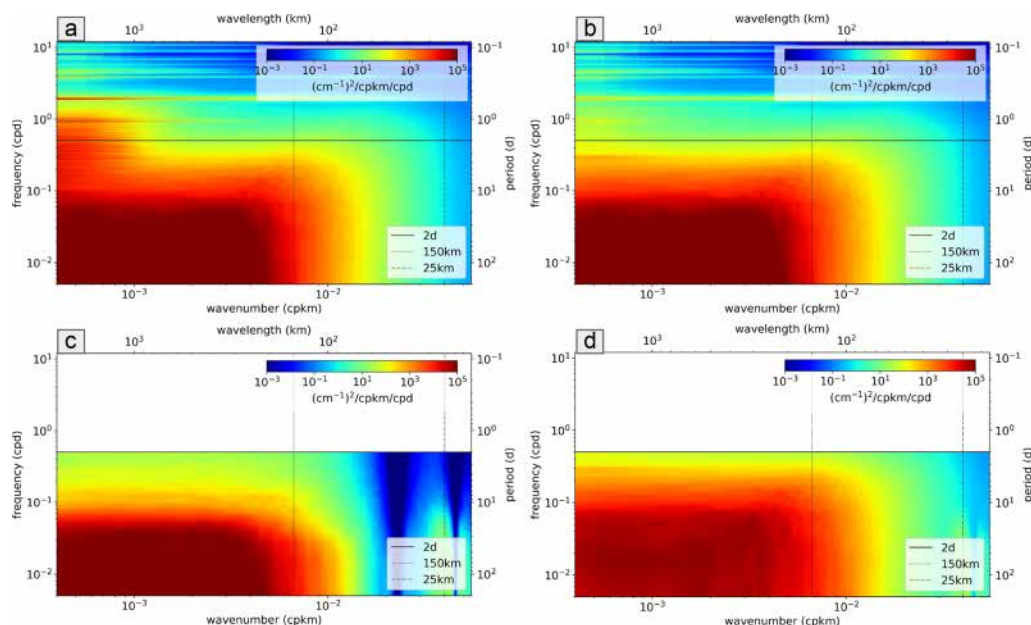 a
wavelength (km)
10³ 10²
frequency (cpd)
10¹
10⁰
10⁻¹
10⁻²
10⁻³ 10⁻¹ 10¹ 10³ 10⁵
(cm⁻¹)²/cpkm/cpd
10⁻¹
10⁰
10¹
10²
period (d)
2d
150km
25km
10⁻³ 10⁻²
wavenumber (cpkm)
b
wavelength (km)
10³ 10²
frequency (cpd)
10¹
10⁰
10⁻¹
10⁻²
10⁻³ 10⁻¹ 10¹ 10³ 10⁵
(cm⁻¹)²/cpkm/cpd
10⁻¹
10⁰
10¹
10²
period (d)
2d
150km
25km
10⁻³ 10⁻²
wavenumber (cpkm)
c
wavelength (km)
10³ 10²
frequency (cpd)
10¹
10⁰
10⁻¹
10⁻²
10⁻³ 10⁻¹ 10¹ 10³ 10⁵
(cm⁻¹)²/cpkm/cpd
10⁻¹
10⁰
10¹
10²
period (d)
2d
150km
25km
10⁻³ 10⁻²
wavenumber (cpkm)
d
wavelength (km)
10³ 10²
frequency (cpd)
10¹
10⁰
10⁻¹
10⁻²
10⁻³ 10⁻¹ 10¹ 10³ 10⁵
(cm⁻¹)²/cpkm/cpd
10⁻¹
10⁰
10¹
10²
period (d)
2d
150km
25km
10⁻³ 10⁻²
wavenumber (cpkm)